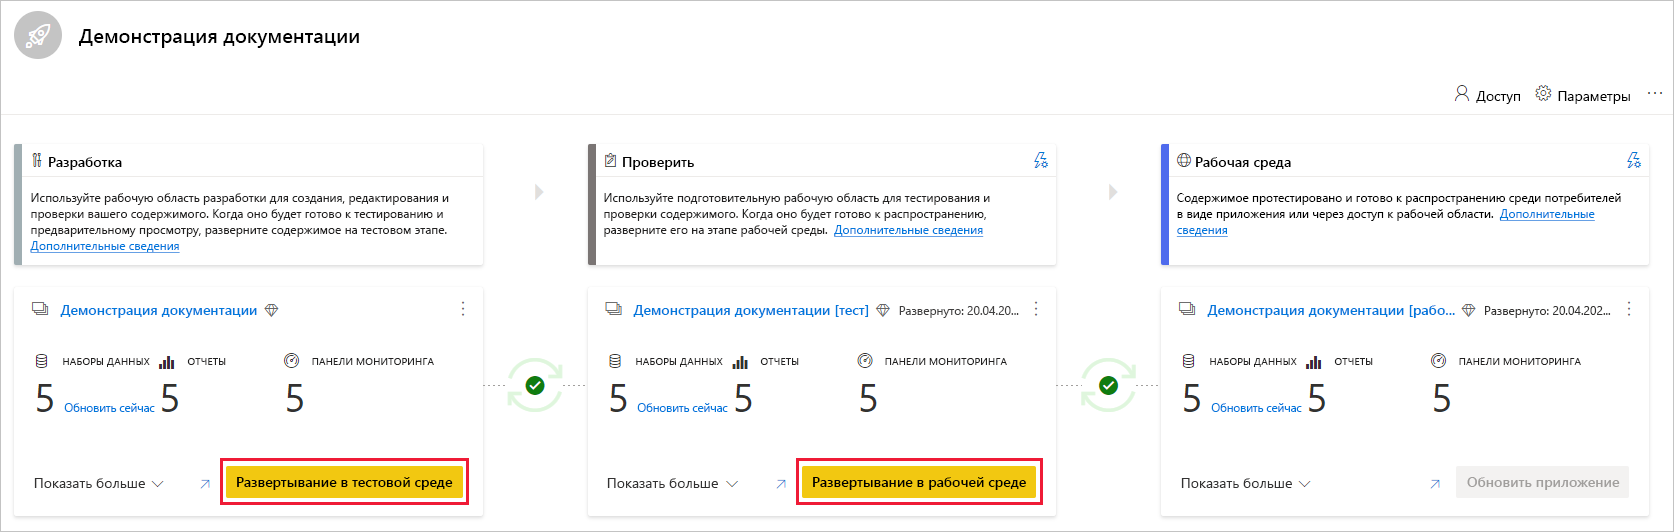 Демонстрация документации
Доступ
Параметры
Разработка
Используйте рабочую область разработки для создания, редактирования и
проверки вашего содержимого. Когда оно будет готово к тестированию и
предварительному просмотру, разверните содержимое на тестовом этапе.
Дополнительные сведения
Проверить
Используйте подготовительную рабочую область для тестирования и
проверки содержимого. Когда оно будет готово к распространению,
разверните его на этапе рабочей среды. Дополнительные сведения
Рабочая среда
Содержимое протестировано и готово к распространению среди потребителей
в виде приложения или через доступ к рабочей области. Дополнительные
сведения
Демонстрация документации
НАБОРЫ ДАННЫХ ОТЧЕТЫ ПАНЕЛИ МОНИТОРИНГА
5 Обновить сейчас 5 5
Показать больше Развертывание в тестовой среде
Демонстрация документации [тест] Развернуто: 20.04.20...
НАБОРЫ ДАННЫХ ОТЧЕТЫ ПАНЕЛИ МОНИТОРИНГА
5 Обновить сейчас 5 5
Показать больше Развертывание в рабочей среде
Демонстрация документации [рабо... Развернуто: 20.04.202...
НАБОРЫ ДАННЫХ ОТЧЕТЫ ПАНЕЛИ МОНИТОРИНГА
5 Обновить сейчас 5 5
Показать больше Обновить приложение